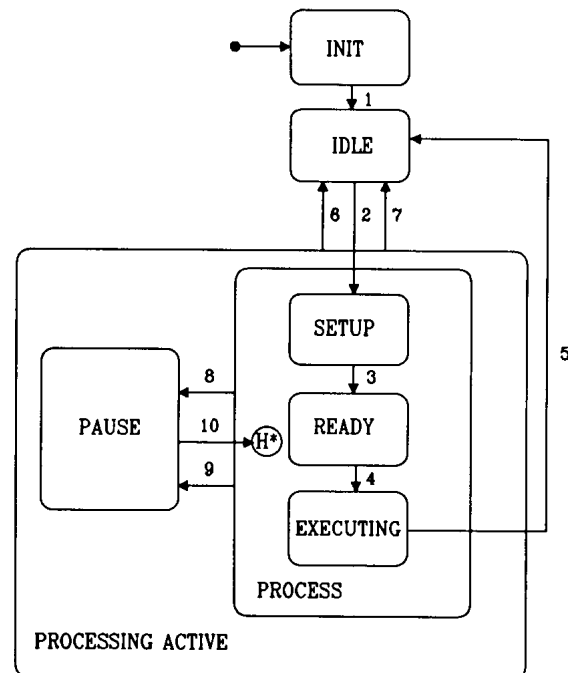 INIT
1
IDLE
6 2 7
SETUP
5
3
8
READY
PAUSE
10
H*
4
9
EXECUTING
PROCESS
PROCESSING ACTIVE